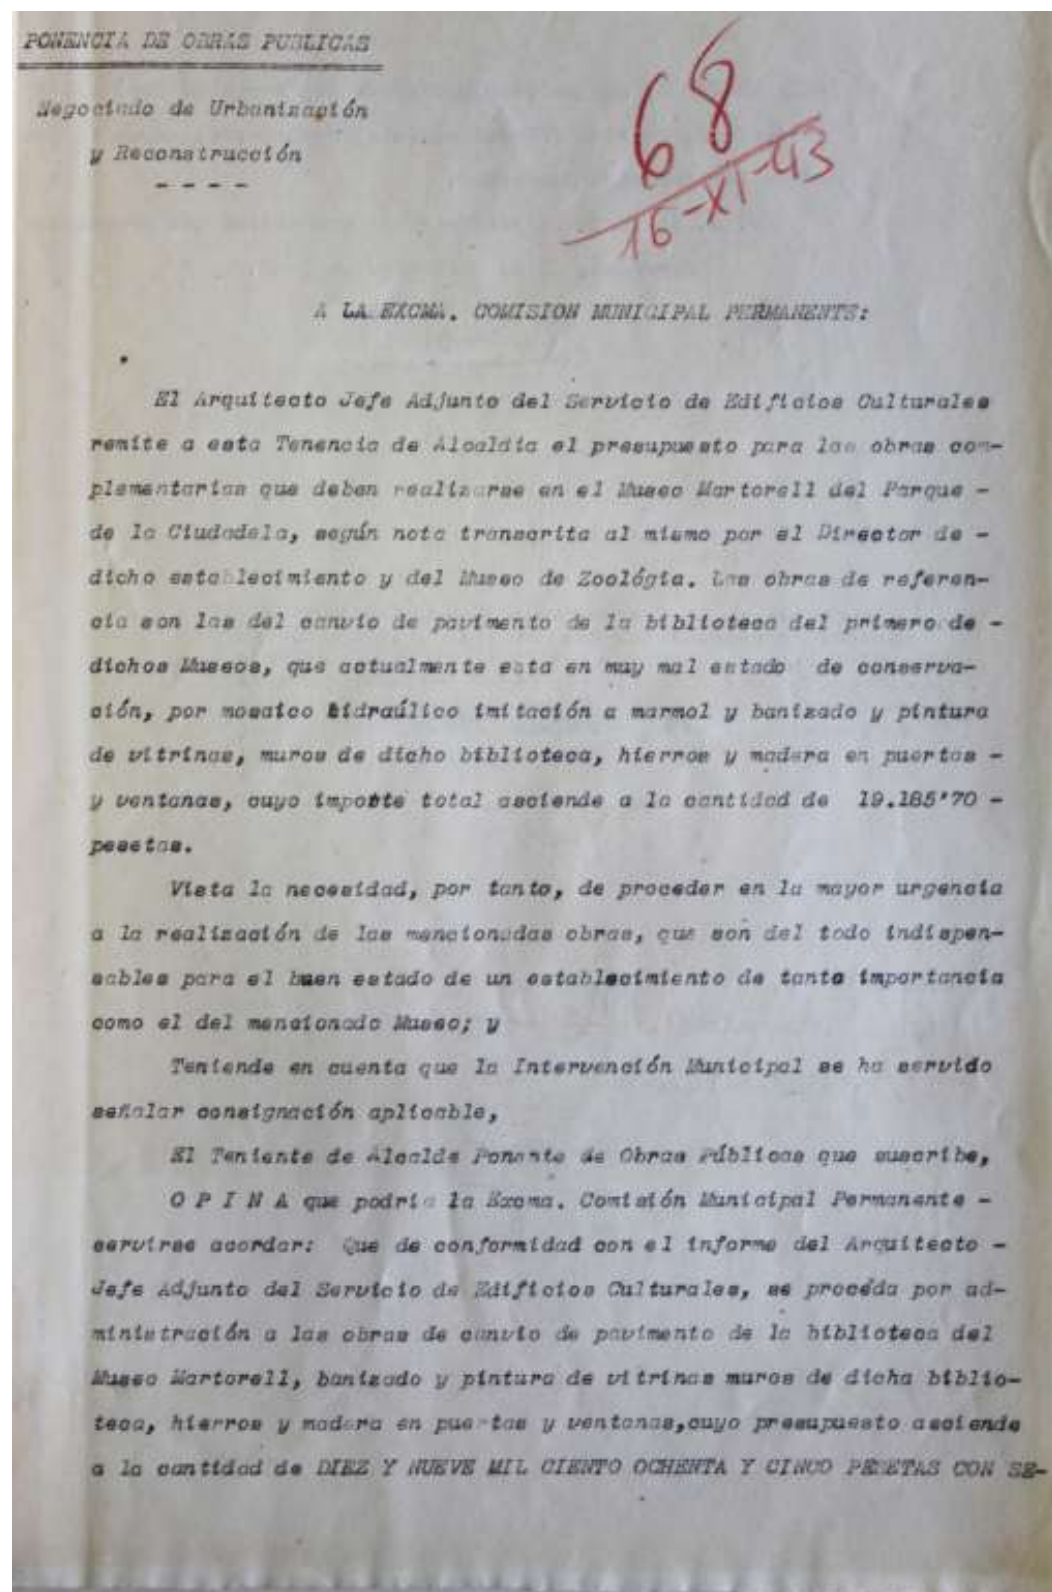 PONENCIA DE OBRAS PUBLICAS
Negociado de Urbanización
y Reconstrucción
- - - -
68
16-XI-43
A LA EXCMA. COMISION MUNICIPAL PERMANENTE:
El Arquitecto Jefe Adjunto del Servicio de Edificios Culturales
remite a esta Tenencia de Alcaldia el presupuesto para las obras com-
plementarias que deben realizarse en el Museo Martorell del Parque -
de la Ciudadela, según nota transcrita al mismo por el Director de -
dicho establecimiento y del Museo de Zoológia. Las obras de referen-
cia son las del canvio de pavimento de la biblioteca del primero de -
dichos Museos, que actualmente esta en muy mal estado de conserva-
ción, por mosaico hidraúlico imitación a marmol y banizado y pintura
de vitrinas, muros de dicho biblioteca, hierros y madera en puertas -
y ventanas, cuyo importe total asciende a la cantidad de 19.185'70 -
pesetas.
Vista la necesidad, por tanto, de proceder en la mayor urgencia
a la realización de las mencionadas obras, que son del todo indispen-
sables para el buen estado de un establecimiento de tanta importancia
como el del mencionado Museo; y
Teniende en cuenta que la Intervención Municipal se ha servido
señalar consignación aplicable,
El Teniente de Alcalde Ponente de Obras Públicas que suscribe,
O P I N A que podria la Excma. Comisión Municipal Permanente -
servirse acordar: Que de conformidad con el informe del Arquitecto -
Jefe Adjunto del Servicio de Edificios Culturales, se procéda por ad-
ministración a las obras de canvio de pavimento de la biblioteca del
Museo Martorell, banizado y pintura de vitrinas muros de dicha biblio-
teca, hierros y madera en puertas y ventanas,cuyo presupuesto asciende
a la cantidad de DIEZ Y NUEVE MIL CIENTO OCHENTA Y CINCO PESETAS CON SE-